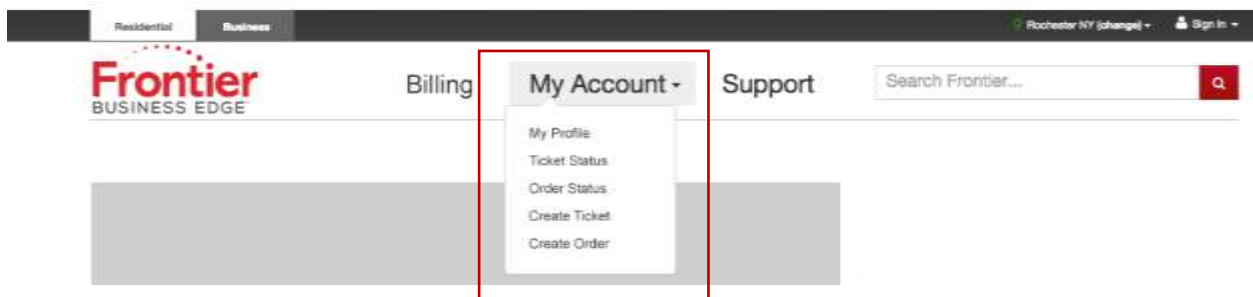 Residential Business Rochester NY (change) Sign In
Frontier
BUSINESS EDGE
Billing My Account Support Search Frontier...
My Profile
Ticket Status
Order Status
Create Ticket
Create Order